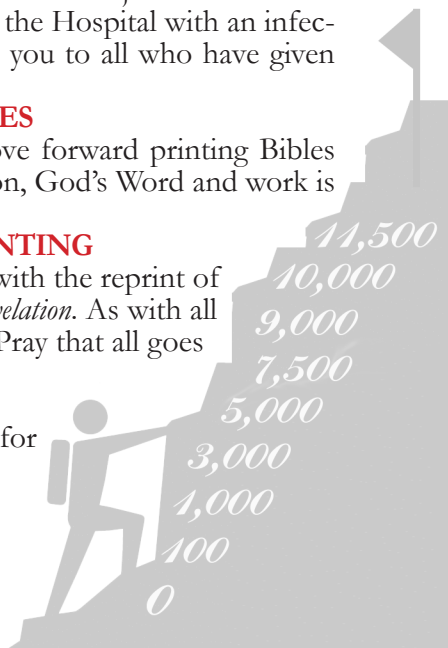 the Hospital with an infec-
you to all who have given
ES
ve forward printing Bibles
on, God's Word and work is
NTING
with the reprint of
velation. As with all
Pray that all goes
for
11,500
10,000
9,000
7,500
5,000
3,000
1,000
100
0